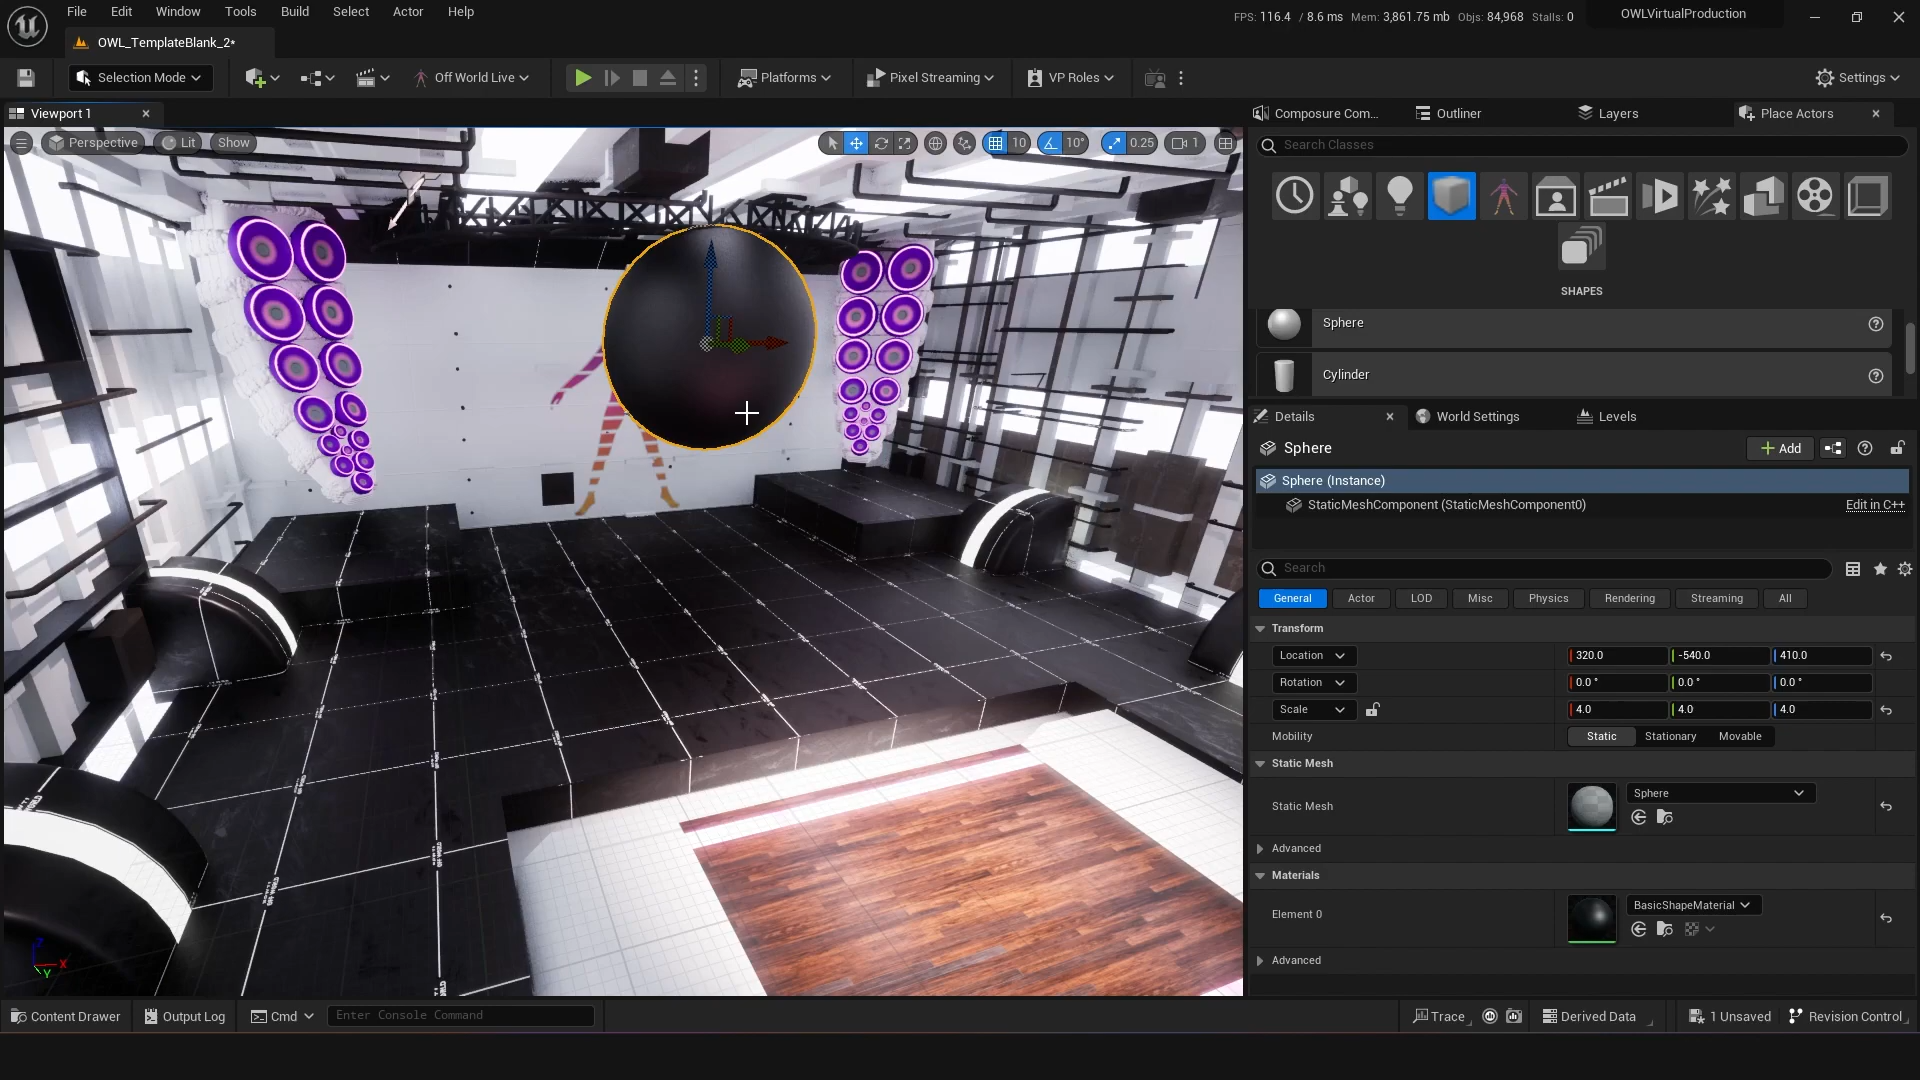 File Edit Window Tools Build Select Actor Help
FPS: 116.4 / 8.6 ms Mem: 3,861.75 mb Objs: 84,968 Stalls: 0
OWLVirtualProduction
OWL_TemplateBlank_2*
Selection Mode
Off World Live
Platforms
Pixel Streaming
VP Roles
Settings
Viewport 1
Perspective
Lit
Show
10
10°
0.25
1
Composure Com...
Outliner
Layers
Place Actors
Search Classes
SHAPES
Sphere
Cylinder
Details
World Settings
Levels
Sphere
Add
Sphere (Instance)
StaticMeshComponent (StaticMeshComponent0)
Edit in C++
Search
General Actor LOD Misc Physics Rendering Streaming All
Transform
Location 320.0 -540.0 410.0
Rotation 0.0 ° 0.0 ° 0.0 °
Scale 4.0 4.0 4.0
Mobility Static Stationary Movable
Static Mesh
Static Mesh
Sphere
Advanced
Materials
Element 0
BasicShapeMaterial
Advanced
Z
X
Y
Content Drawer
Output Log
Cmd
Enter Console Command
Trace
Derived Data
1 Unsaved
Revision Control